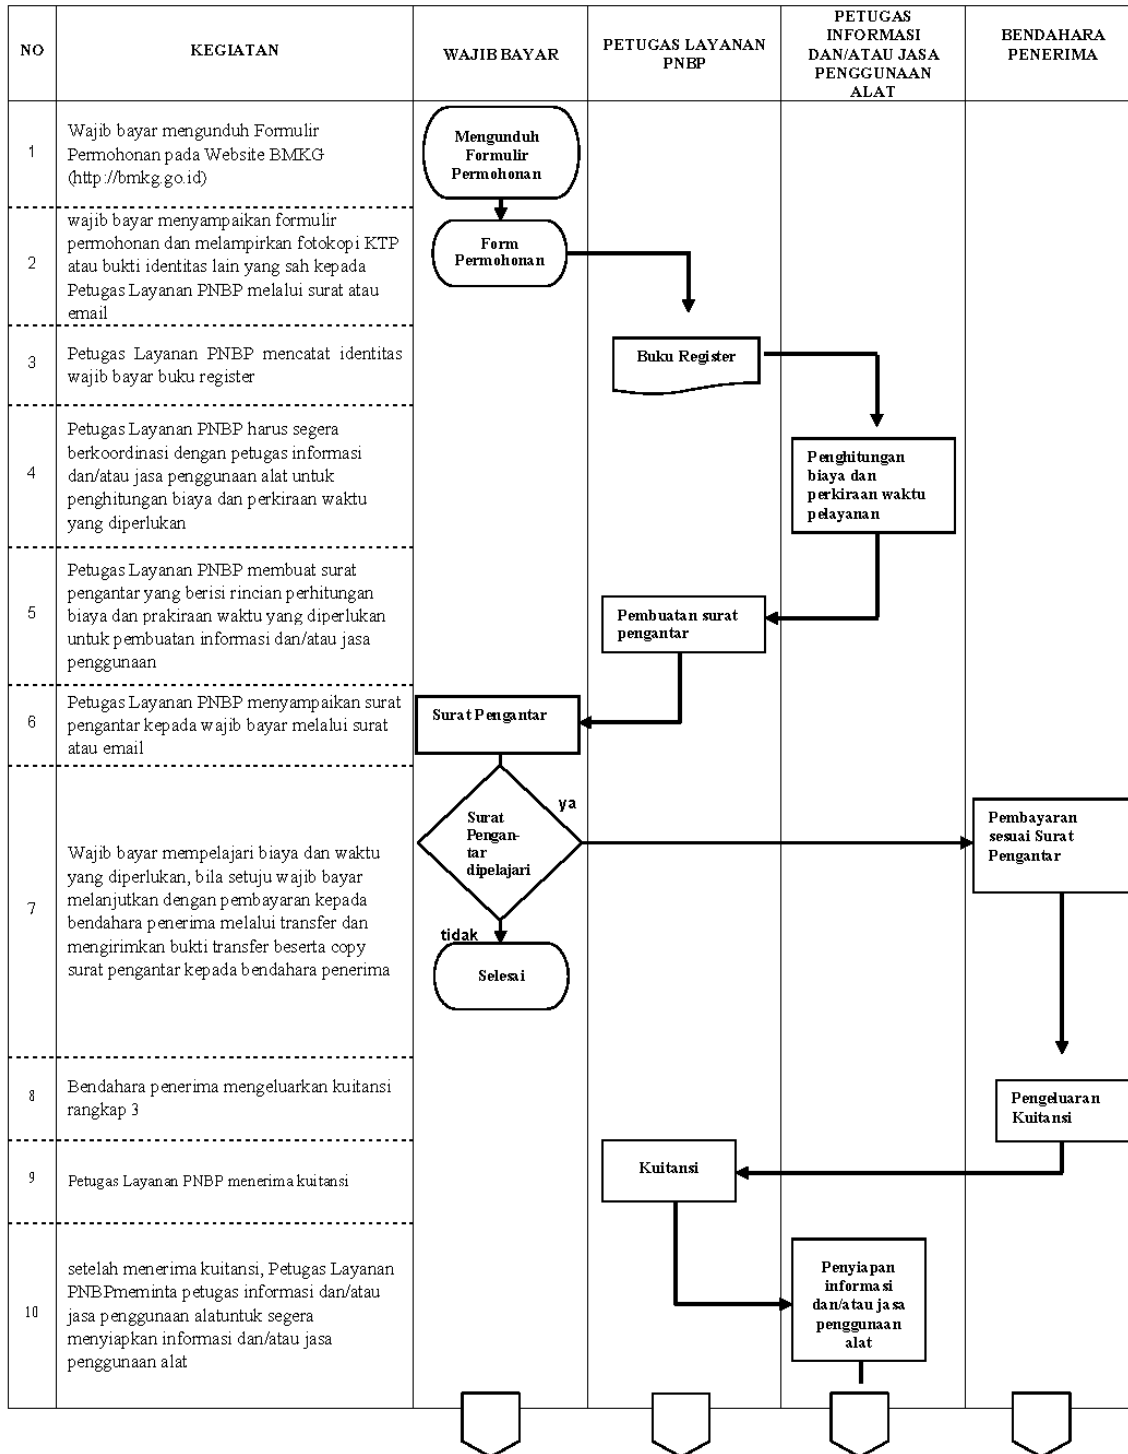 NO
KEGIATAN
WAJIB BAYAR
PETUGAS LAYANAN
PNBP
PETUGAS
INFORMASI
DAN/ATAU JASA
PENGGUNAAN
ALAT
BENDAHARA
PENERIMA
1
Wajib bayar mengunduh Formulir
Permohonan pada Website BMKG
(http://bmkg.go.id)
Mengunduh
Formulir
Permohonan
2
wajib bayar menyampaikan formulir
permohonan dan melampirkan fotokopi KTP
atau bukti identitas lain yang sah kepada
Petugas Layanan PNBP melalui surat atau
email
Form
Permohonan
3
Petugas Layanan PNBP mencatat identitas
wajib bayar buku register
Buku Register
4
Petugas Layanan PNBP harus segera
berkoordinasi dengan petugas informasi
dan/atau jasa penggunaan alat untuk
penghitungan biaya dan perkiraan waktu
yang diperlukan
Penghitungan
biaya dan
perkiraan waktu
pelayanan
5
Petugas Layanan PNBP membuat surat
pengantar yang berisi rincian perhitungan
biaya dan prakiraan waktu yang diperlukan
untuk pembuatan informasi dan/atau jasa
penggunaan
Pembuatan surat
pengantar
6
Petugas Layanan PNBP menyampaikan surat
pengantar kepada wajib bayar melalui surat
atau email
Surat Pengantar
7
Wajib bayar mempelajari biaya dan waktu
yang diperlukan, bila setuju wajib bayar
melanjutkan dengan pembayaran kepada
bendahara penerima melalui transfer dan
mengirimkan bukti transfer beserta copy
surat pengantar kepada bendahara penerima
Surat
Pengan-
tar
dipelajari
ya
tidak
Selesai
Pembayaran
sesuai Surat
Pengantar
8
Bendahara penerima mengeluarkan kuitansi
rangkap 3
Pengeluaran
Kuitansi
9
Petugas Layanan PNBP menerima kuitansi
Kuitansi
10
setelah menerima kuitansi, Petugas Layanan
PNBPmeminta petugas informasi dan/atau
jasa penggunaan alatuntuk segera
menyiapkan informasi dan/atau jasa
penggunaan alat
Penyiapan
informasi
dan/atau jasa
penggunaan
alat